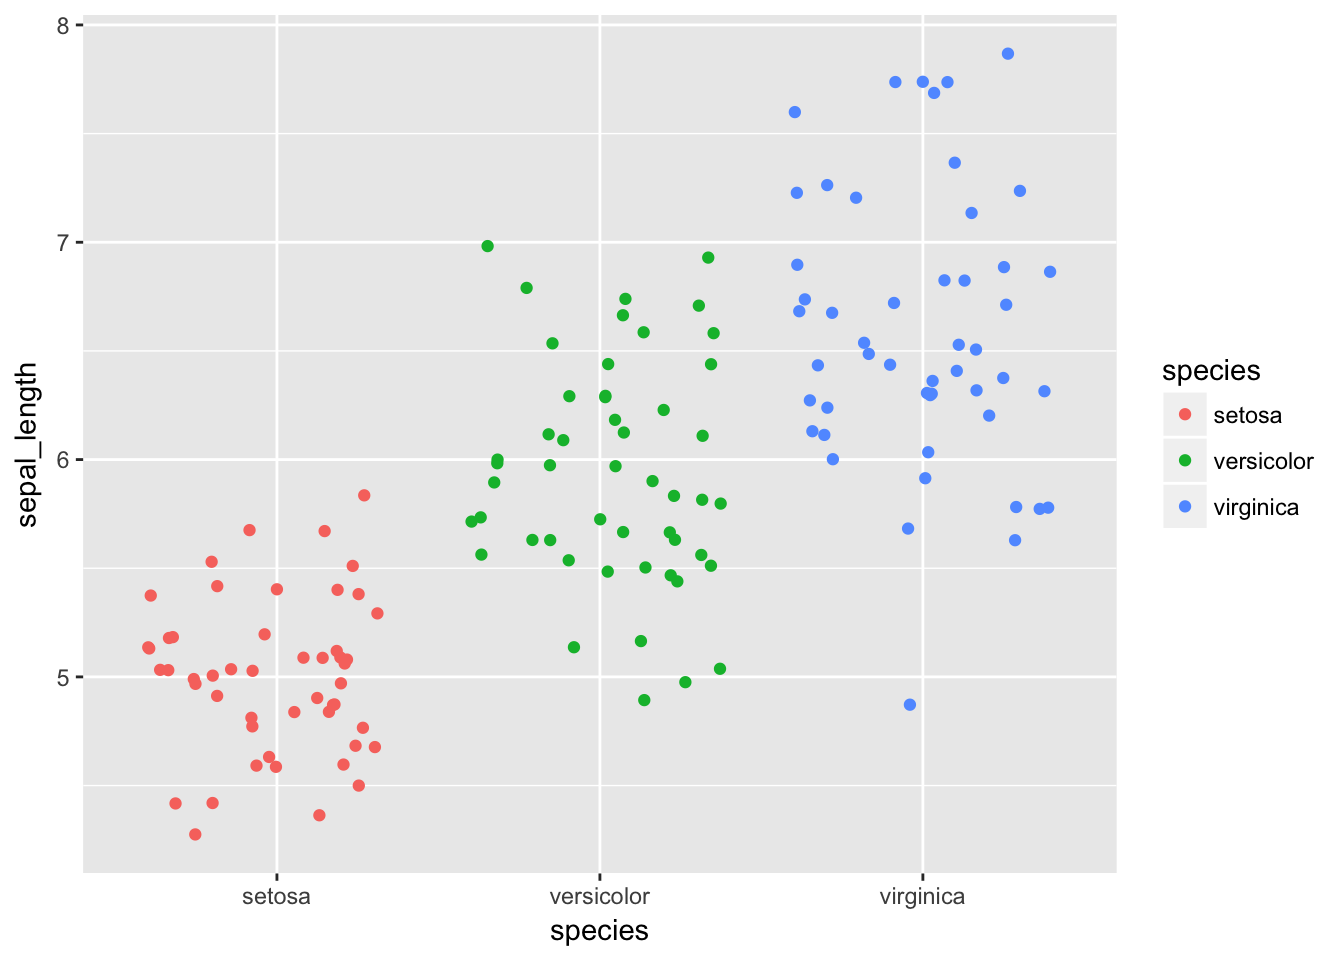 8
7
6
5
sepal_length
setosa
versicolor
virginica
species
species
setosa
versicolor
virginica